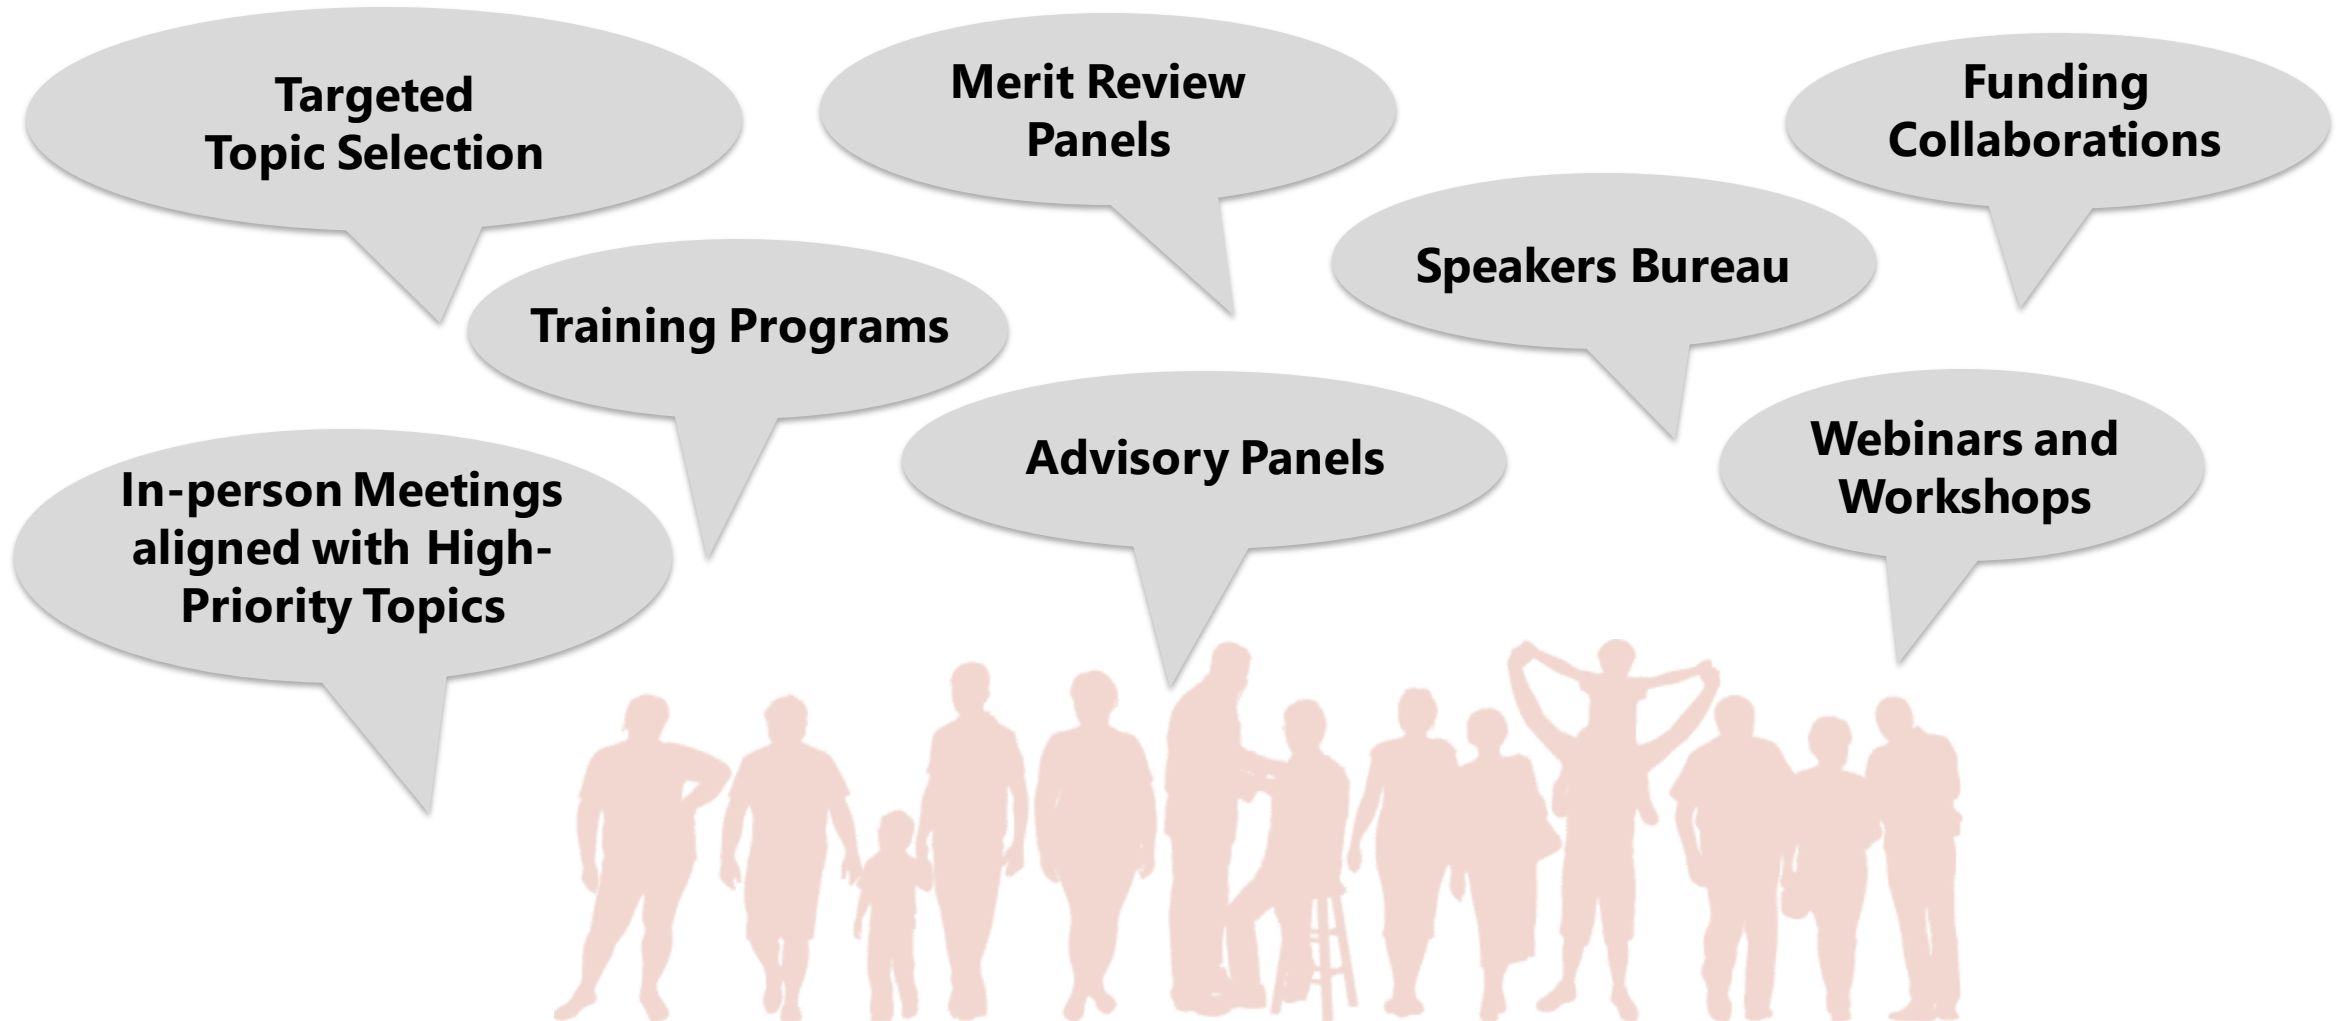 Targeted
Topic Selection
Merit Review
Panels
Funding
Collaborations
Speakers Bureau
Training Programs
Advisory Panels
Webinars and
Workshops
In-person Meetings
aligned with High-
Priority Topics